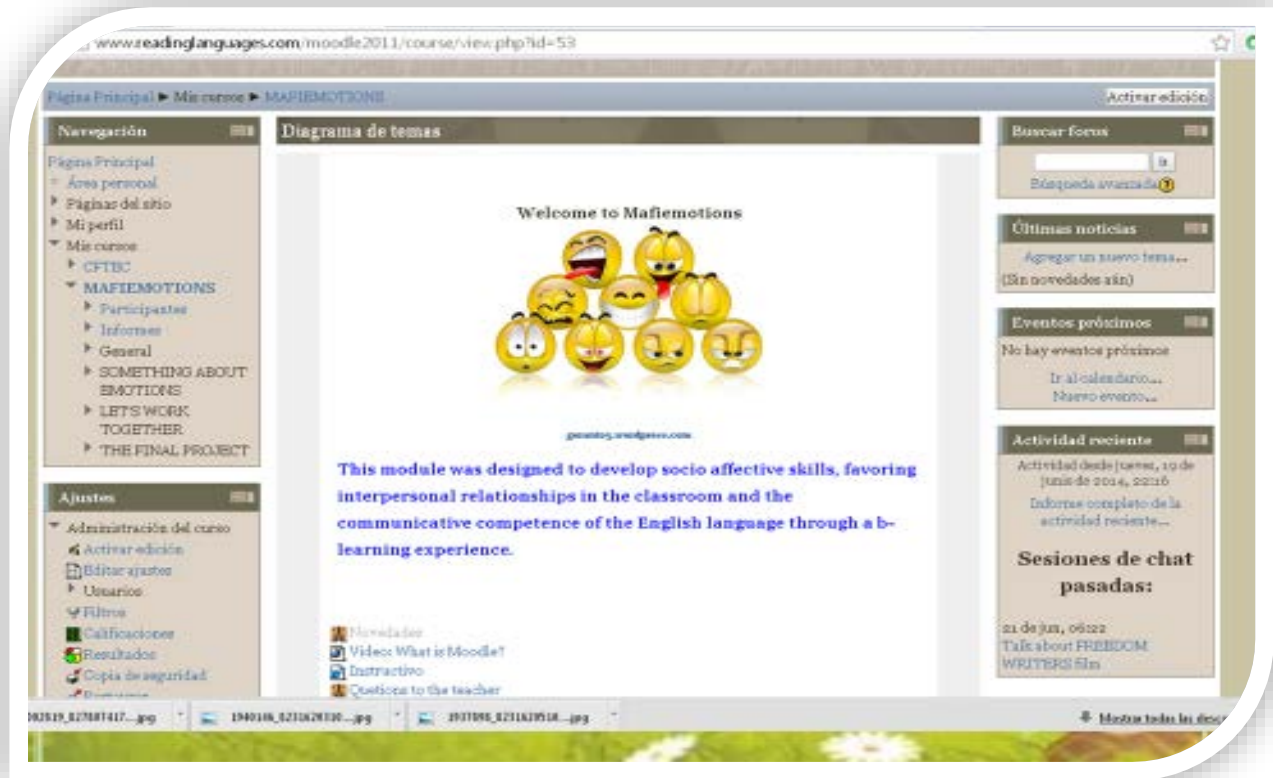 www.readinglanguages.com/moodle2011/course/view.php?id=53
Página Principal ► Mis cursos ► MAFIEMOTIONS
Activar edición
Navegación
Página Principal
Área personal
Páginas del sitio
Mi perfil
Mis cursos
CFTEC
MAFIEMOTIONS
Participantes
Informes
General
SOMETHING ABOUT
EMOTIONS
LET'S WORK
TOGETHER
THE FINAL PROJECT
Ajustes
Administración del curso
Activar edición
Editar ajustes
Usuarios
Filtros
Calificaciones
Resultados
Copia de seguridad
Diagrama de temas
Welcome to Mafiemotions
This module was designed to develop socio affective skills, favoring
interpersonal relationships in the classroom and the
communicative competence of the English language through a b-
learning experience.
Novedades
Video: What is Moodle?
Instructivo
Quetions to the teacher
Buscar foros
Ir
Búsqueda avanzada
Últimas noticias
Agregar un nuevo tema...
(Sin novedades aún)
Eventos próximos
No hay eventos próximos
Ir al calendario...
Nuevo evento...
Actividad reciente
Actividad desde jueves, 19 de
junio de 2014, 22:16
Informe completo de la
actividad reciente...
Sesiones de chat
pasadas:
21 de jun, 06:22
Talk about FREEDOM
WRITERS film
Mostrar todas las